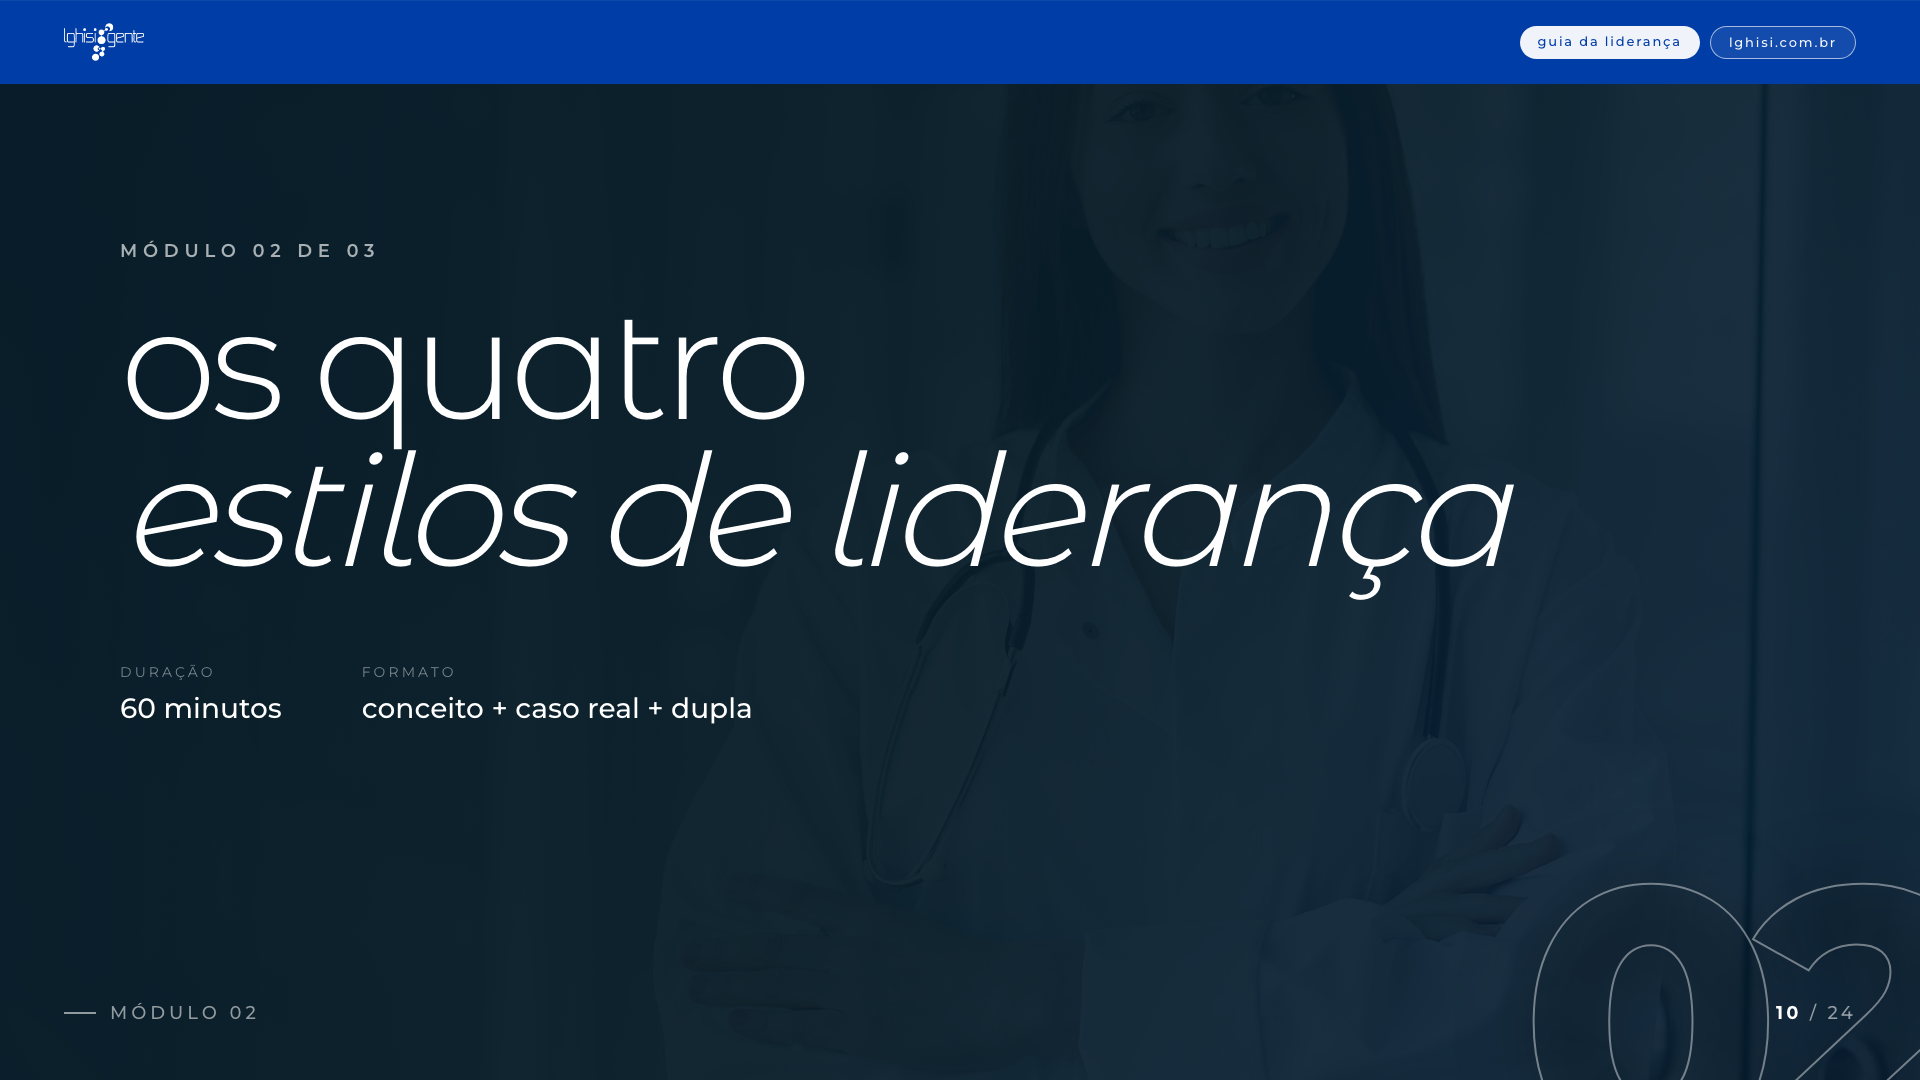 lghisi gente
guia da liderança
lghisi.com.br
MÓDULO 02 DE 03
os quatro
estilos de liderança
DURAÇÃO
60 minutos
FORMATO
conceito + caso real + dupla
02
MÓDULO 02
10 / 24